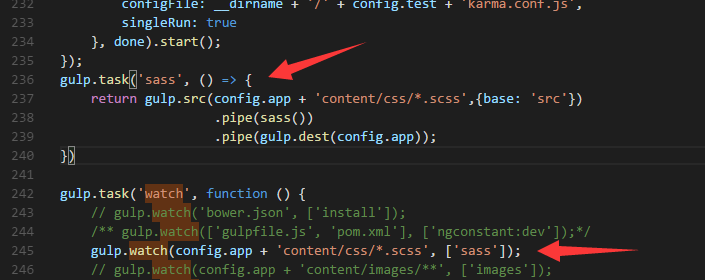 232 configFile: __dirname + '/' + config.test + 'karma.conf.js',
233 singleRun: true
234 }, done).start();
235 });
236 gulp.task('sass', () => {
237 return gulp.src(config.app + 'content/css/*.scss',{base: 'src'})
238 .pipe(sass())
239 .pipe(gulp.dest(config.app));
240 })
241
242 gulp.task('watch', function () {
243 // gulp.watch('bower.json', ['install']);
244 /** gulp.watch(['gulpfile.js', 'pom.xml'], ['ngconstant:dev']);*/
245 gulp.watch(config.app + 'content/css/*.scss', ['sass']);
246 // gulp.watch(config.app + 'content/images/**', ['images']);